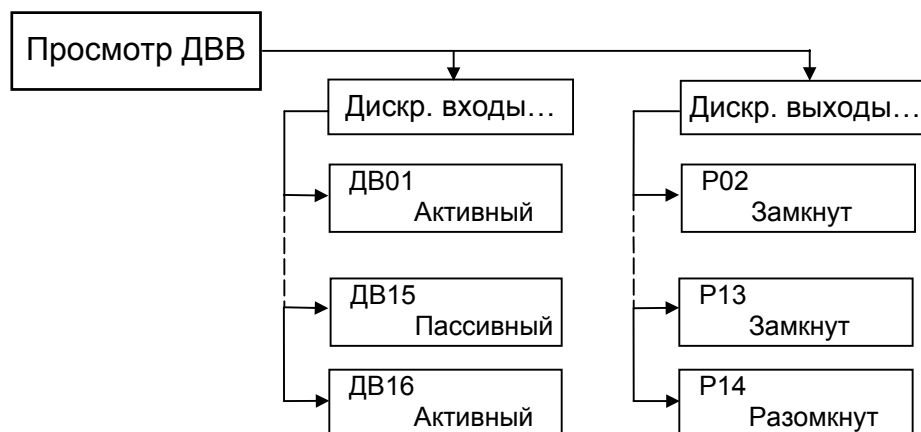 Просмотр ДВВ
Дискр. входы...
Дискр. выходы...
ДВ01
Активный
ДВ15
Пассивный
ДВ16
Активный
Р02
Замкнут
Р13
Замкнут
Р14
Разомкнут